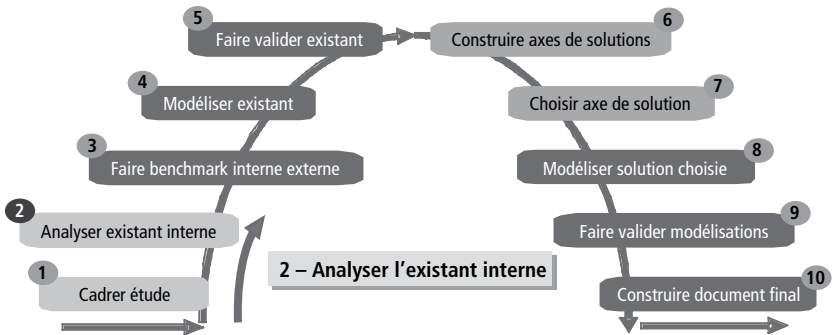 1
Cadrer étude
2
Analyser existant interne
3
Faire benchmark interne externe
4
Modéliser existant
5
Faire valider existant
6
Construire axes de solutions
7
Choisir axe de solution
8
Modéliser solution choisie
9
Faire valider modélisations
10
Construire document final
2 – Analyser l’existant interne